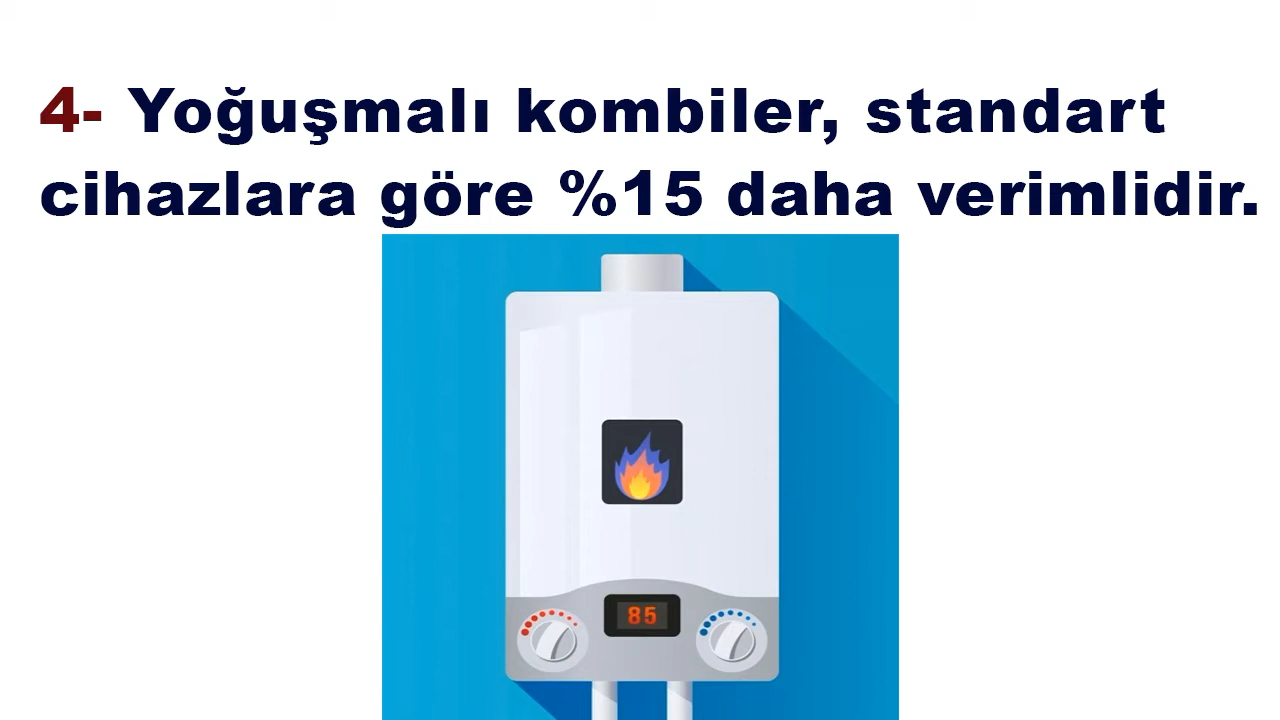 4- Yoğuşmalı kombiler, standart
cihazlara göre %15 daha verimlidir.
85